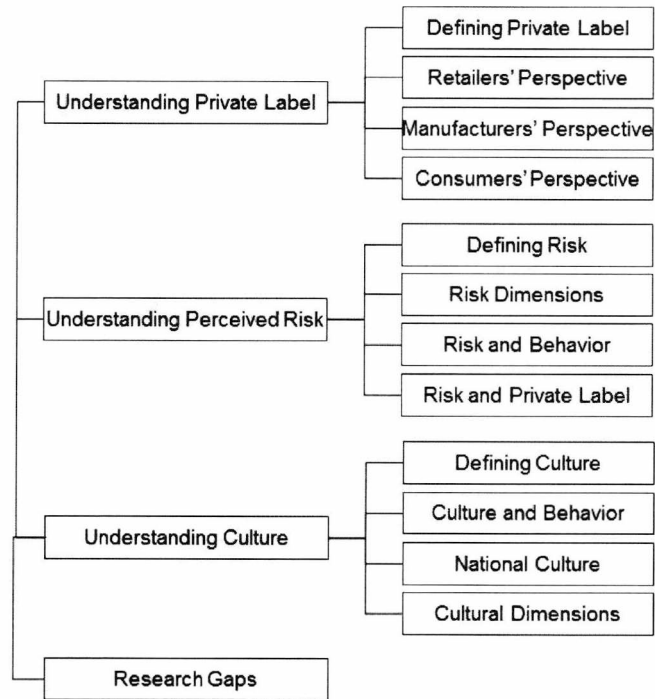 Understanding Private Label
Defining Private Label
Retailers' Perspective
Manufacturers' Perspective
Consumers' Perspective
Understanding Perceived Risk
Defining Risk
Risk Dimensions
Risk and Behavior
Risk and Private Label
Understanding Culture
Defining Culture
Culture and Behavior
National Culture
Cultural Dimensions
Research Gaps